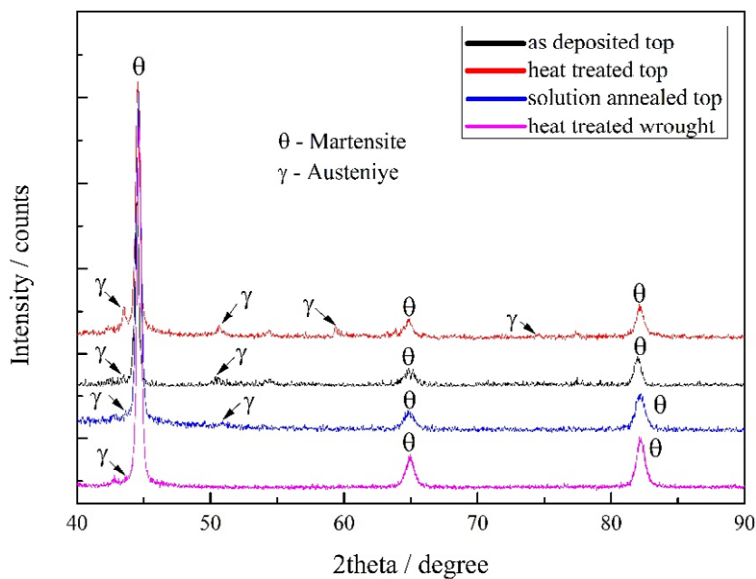 as deposited top
heat treated top
solution annealed top
heat treated wrought
θ
θ - Martensite
γ - Austeniye
Intensity / counts
γ
γ
γ
θ
γ
θ
γ
γ
θ
θ
γ
γ
θ
θ
γ
θ
θ
40 50 60 70 80 90
2theta / degree